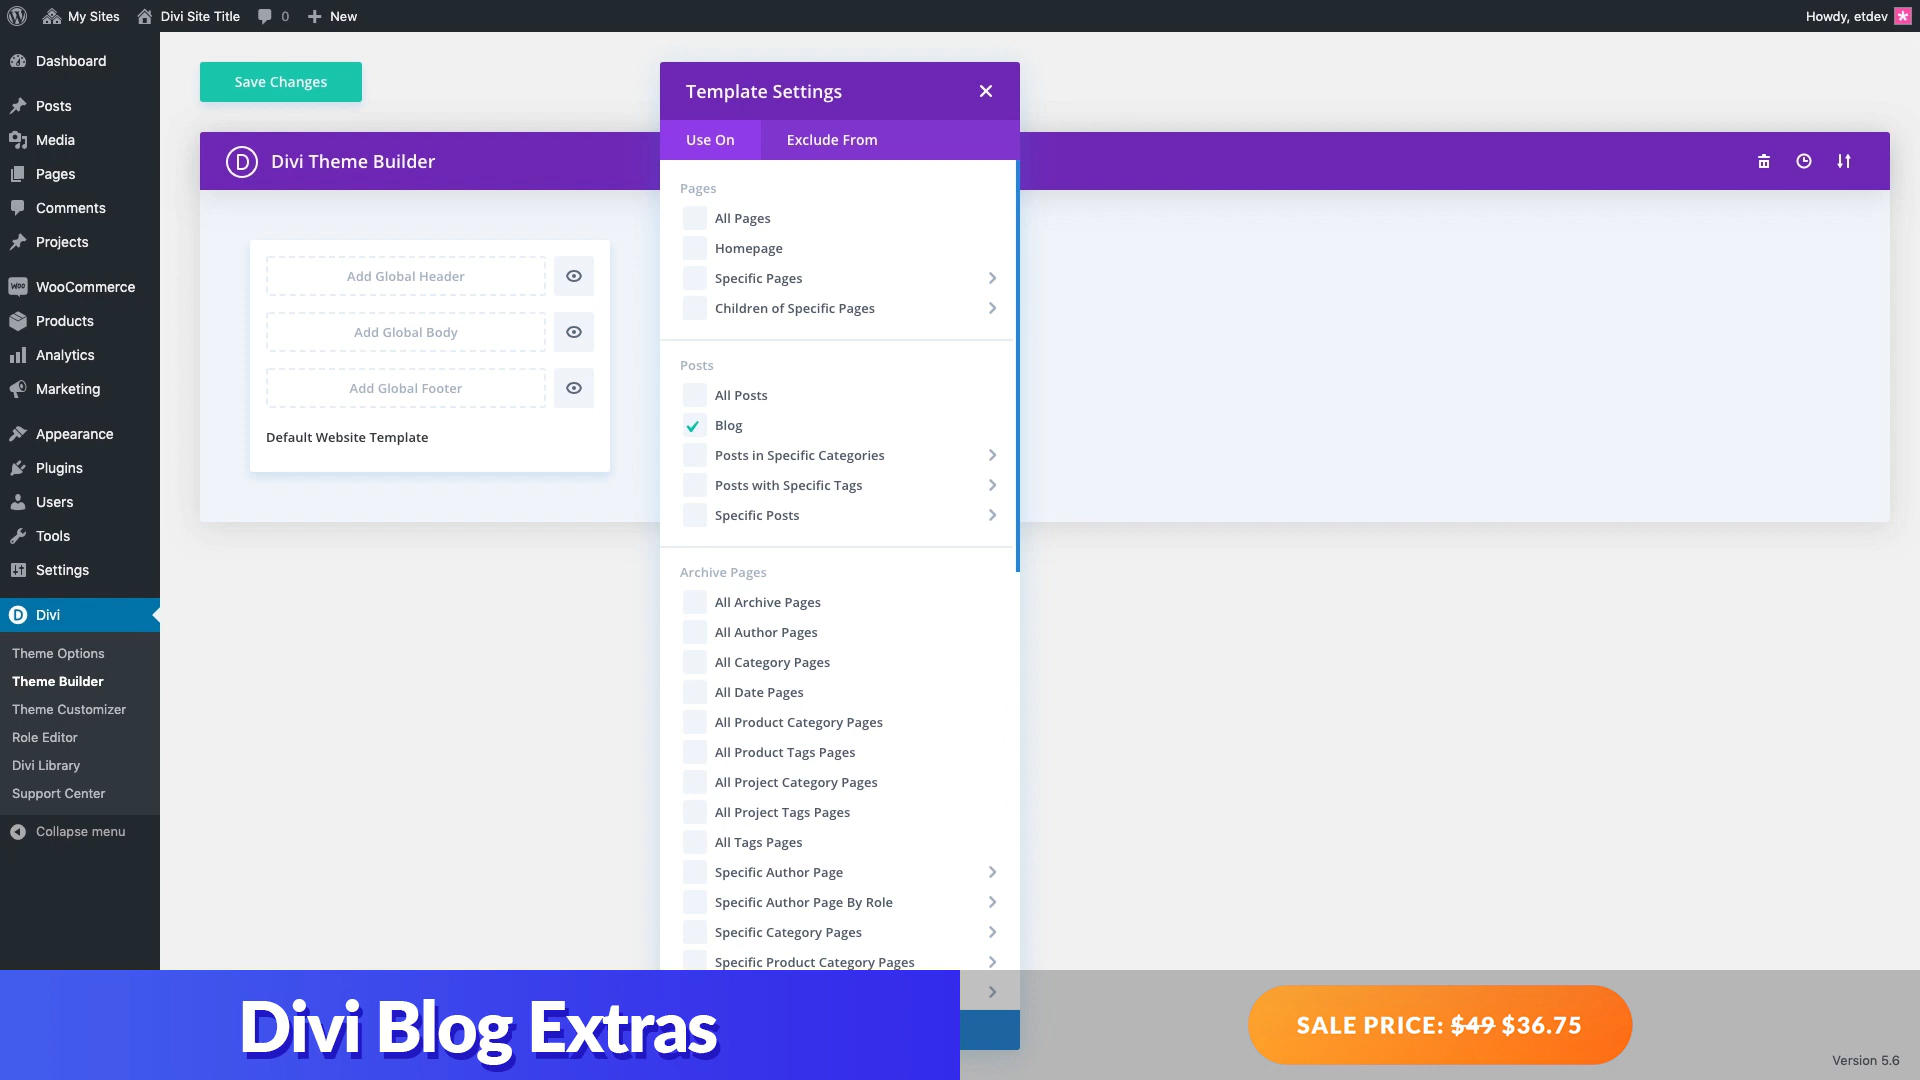 My Sites
Divi Site Title
0
New
Howdy, etdev
Dashboard
Posts
Media
Pages
Comments
Projects
WOO
WooCommerce
Products
Analytics
Marketing
Appearance
Plugins
Users
Tools
Settings
D
Divi
Theme Options
Theme Builder
Theme Customizer
Role Editor
Divi Library
Support Center
Collapse menu
Save Changes
D
Divi Theme Builder
Add Global Header
Add Global Body
Add Global Footer
Default Website Template
Template Settings
Use On
Exclude From
Pages
All Pages
Homepage
Specific Pages
Children of Specific Pages
Posts
All Posts
Blog
Posts in Specific Categories
Posts with Specific Tags
Specific Posts
Archive Pages
All Archive Pages
All Author Pages
All Category Pages
All Date Pages
All Product Category Pages
All Product Tags Pages
All Project Category Pages
All Project Tags Pages
All Tags Pages
Specific Author Page
Specific Author Page By Role
Specific Category Pages
Specific Product Category Pages
Divi Blog Extras
SALE PRICE: $49 $36.75
Version 5.6